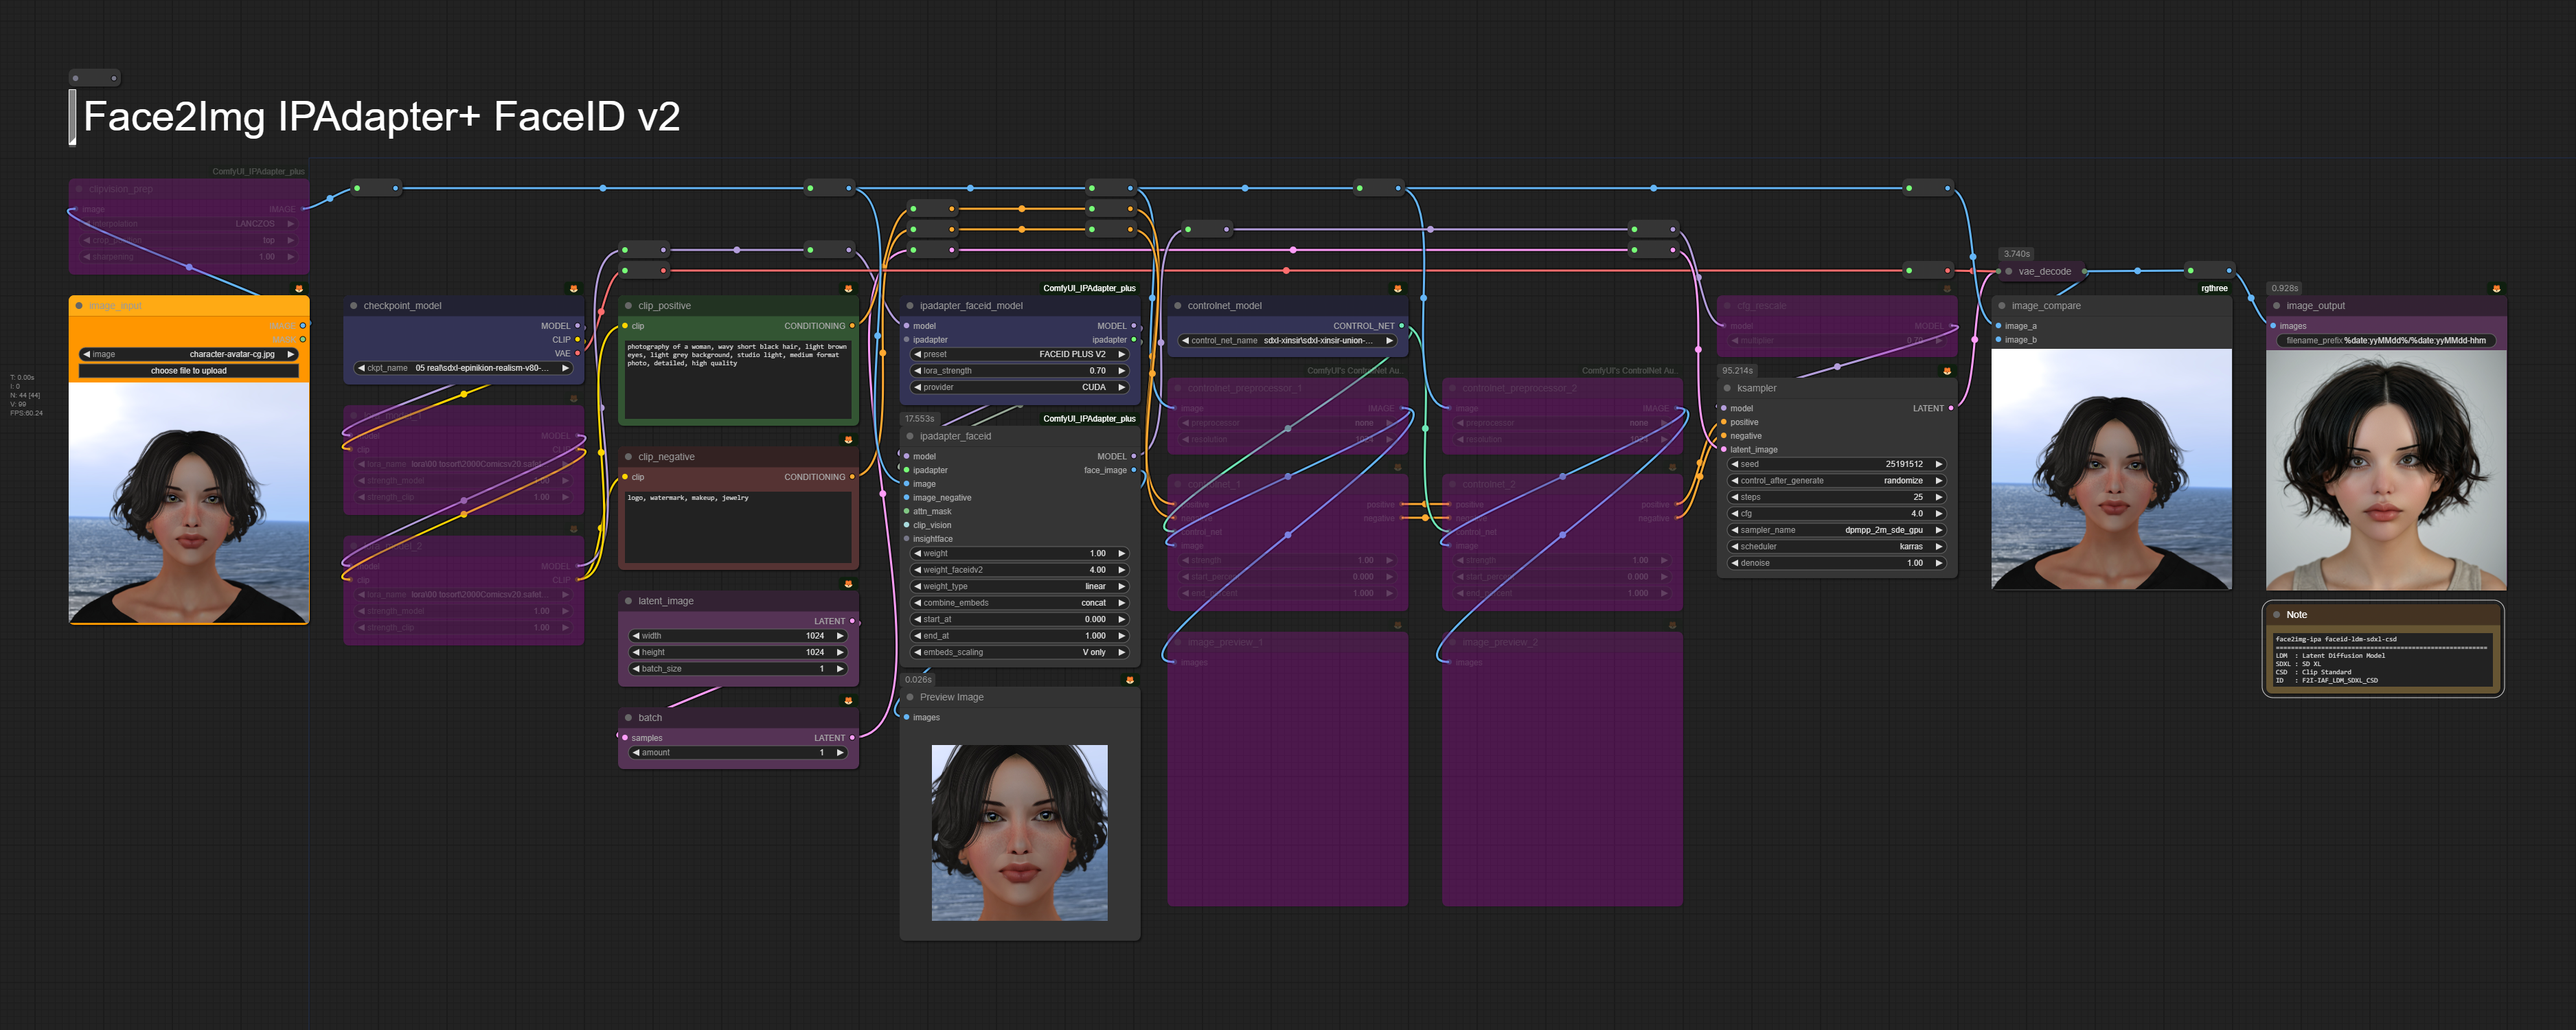 Face2Img IPAdapter+ FaceID v2
ComfyUI_IPAdapter_plus
clipvision_prep
image IMAGE
interpolation LANCZOS
crop_position top
sharpening 1.00
image_input
IMAGE
MASK
image character-avatar-cg.jpg
choose file to upload
T: 0.00s
I: 0
N: 44 [44]
V: 99
FPS:60.24
checkpoint_model
MODEL
CLIP
VAE
ckpt_name 05 real\sdxl-epinikion-realism-v80-...
model MODEL
clip CLIP
lora_name lora\00 tosort\2000Comicsv20.safet...
strength_model 1.00
strength_clip 1.00
model MODEL
clip CLIP
lora_name lora\00 tosort\2000Comicsv20.safet...
strength_model 1.00
strength_clip 1.00
clip_positive
clip CONDITIONING
photography of a woman, wavy short black hair, light brown
eyes, light grey background, studio light, medium format
photo, detailed, high quality
clip_negative
clip CONDITIONING
logo, watermark, makeup, jewelry
latent_image
LATENT
width 1024
height 1024
batch_size 1
batch
samples LATENT
amount 1
ComfyUI_IPAdapter_plus
ipadapter_faceid_model
model MODEL
ipadapter ipadapter
preset FACEID PLUS V2
lora_strength 0.70
provider CUDA
17.553s ComfyUI_IPAdapter_plus
ipadapter_faceid
model MODEL
ipadapter face_image
image
image_negative
attn_mask
clip_vision
insightface
weight 1.00
weight_faceidv2 4.00
weight_type linear
combine_embeds concat
start_at 0.000
end_at 1.000
embeds_scaling V only
0.026s
Preview Image
images
controlnet_model
CONTROL_NET
control_net_name sdxl-xinsir\sdxl-xinsir-union-...
ComfyUI's ControlNet Au..
controlnet_preprocessor_1
image IMAGE
preprocessor none
resolution 1024
controlnet_1
positive positive
negative negative
control_net
image
strength 1.00
start_percent 0.000
end_percent 1.000
image_preview_1
images
ComfyUI's ControlNet Au..
controlnet_preprocessor_2
image IMAGE
preprocessor none
resolution 1024
controlnet_2
positive positive
negative negative
control_net
image
strength 1.00
start_percent 0.000
end_percent 1.000
image_preview_2
images
cfg_rescale
model MODEL
multiplier 0.70
95.214s
ksampler
model LATENT
positive
negative
latent_image
seed 25191512
control_after_generate randomize
steps 25
cfg 4.0
sampler_name dpmpp_2m_sde_gpu
scheduler karras
denoise 1.00
3.740s
vae_decode
rgthree
image_compare
image_a
image_b
0.928s
image_output
images
filename_prefix %date:yyMMdd%/%date:yyMMdd-hhm
Note
face2img-ipa faceid-ldm-sdxl-csd
LDM : Latent Diffusion Model
SDXL : SD XL
CSD : Clip Standard
ID : F2I-IAF_LDM_SDXL_CSD